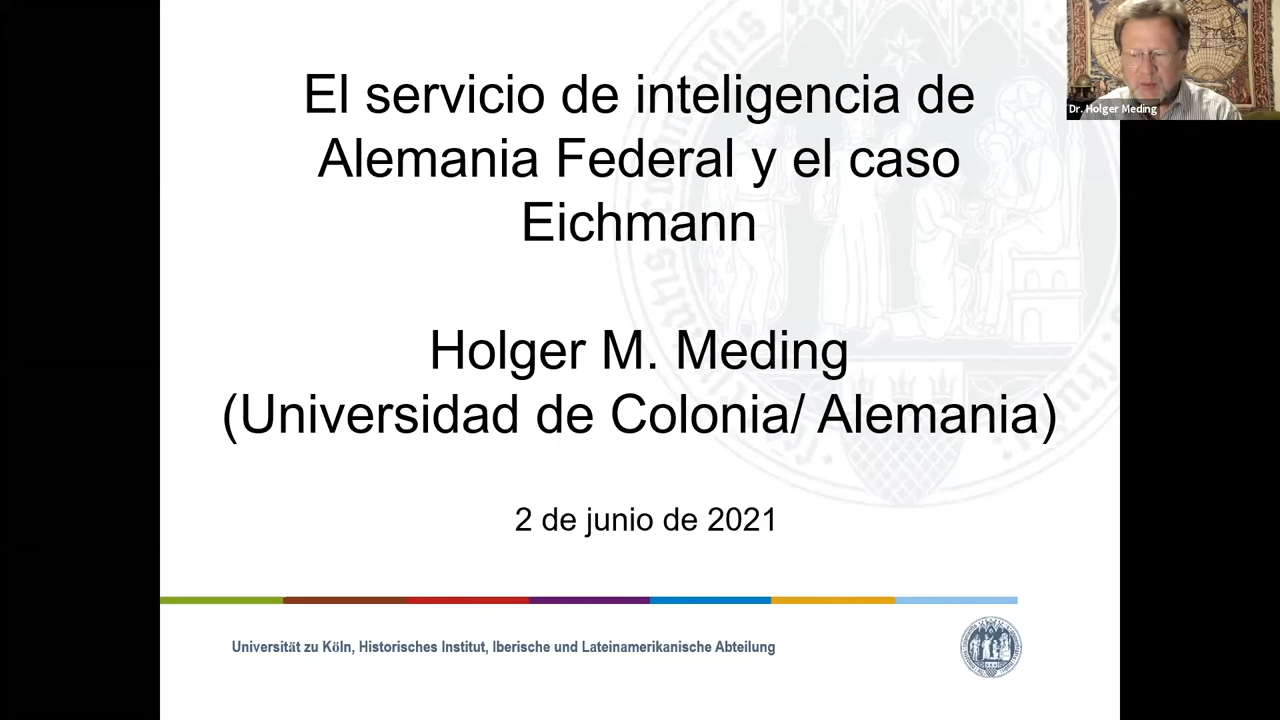 El servicio de inteligencia de
Alemania Federal y el caso
Eichmann
Holger M. Meding
(Universidad de Colonia/ Alemania)
2 de junio de 2021
Universität zu Köln, Historisches Institut, Iberische und Lateinamerikanische Abteilung
Dr. Holger Meding